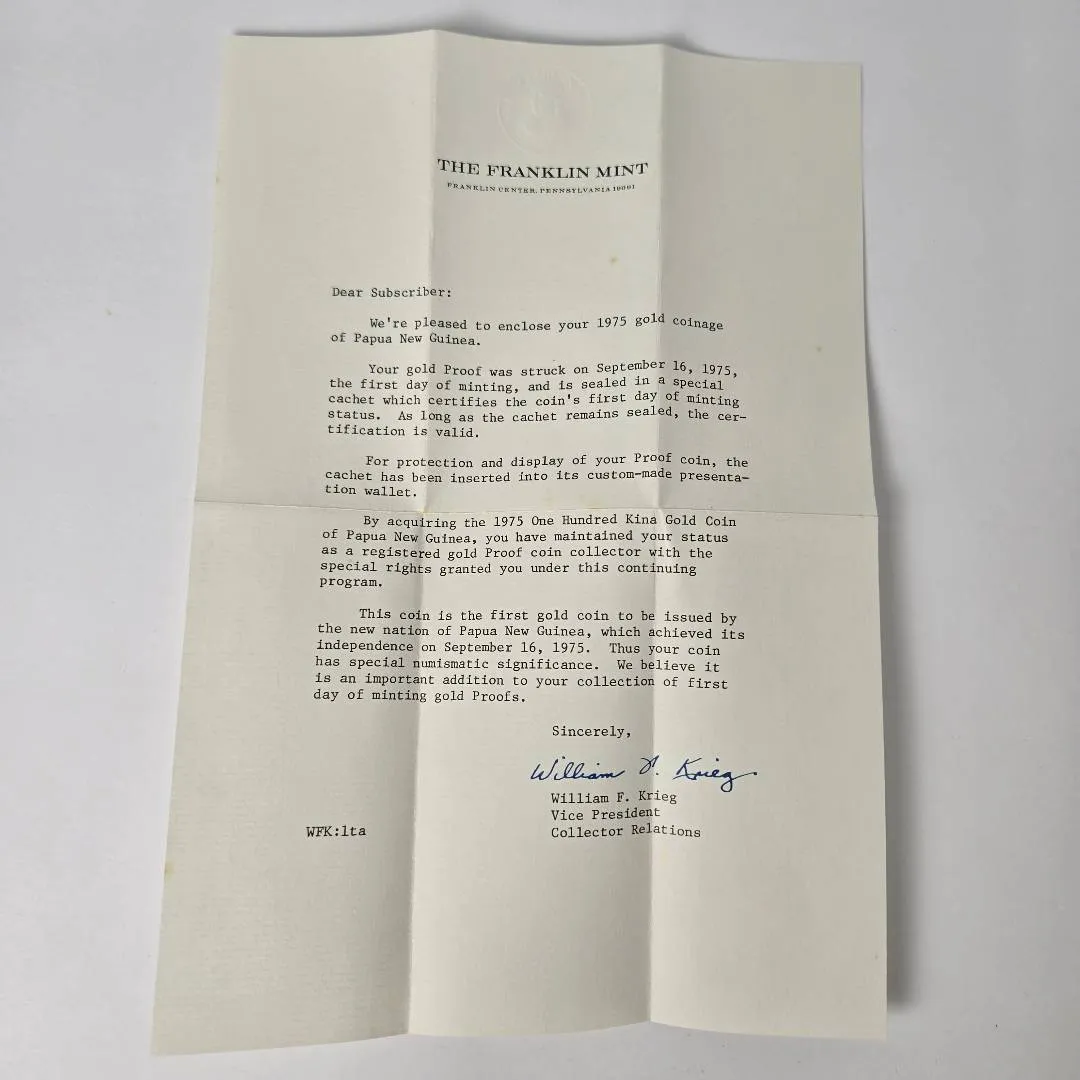 THE FRANKLIN MINT
FRANKLIN CENTER, PENNSYLVANIA 19091
Dear Subscriber:
We're pleased to enclose your 1975 gold coinage
of Papua New Guinea.
Your gold Proof was struck on September 16, 1975,
the first day of minting, and is sealed in a special
cachet which certifies the coin's first day of minting
status. As long as the cachet remains sealed, the cer-
tification is valid.
For protection and display of your Proof coin, the
cachet has been inserted into its custom-made presenta-
tion wallet.
By acquiring the 1975 One Hundred Kina Gold Coin
of Papua New Guinea, you have maintained your status
as a registered gold Proof coin collector with the
special rights granted you under this continuing
program.
This coin is the first gold coin to be issued by
the new nation of Papua New Guinea, which achieved its
independence on September 16, 1975. Thus your coin
has special numismatic significance. We believe it
is an important addition to your collection of first
day of minting gold Proofs.
Sincerely,
William F. Krieg
William F. Krieg
Vice President
WFK:lta Collector Relations